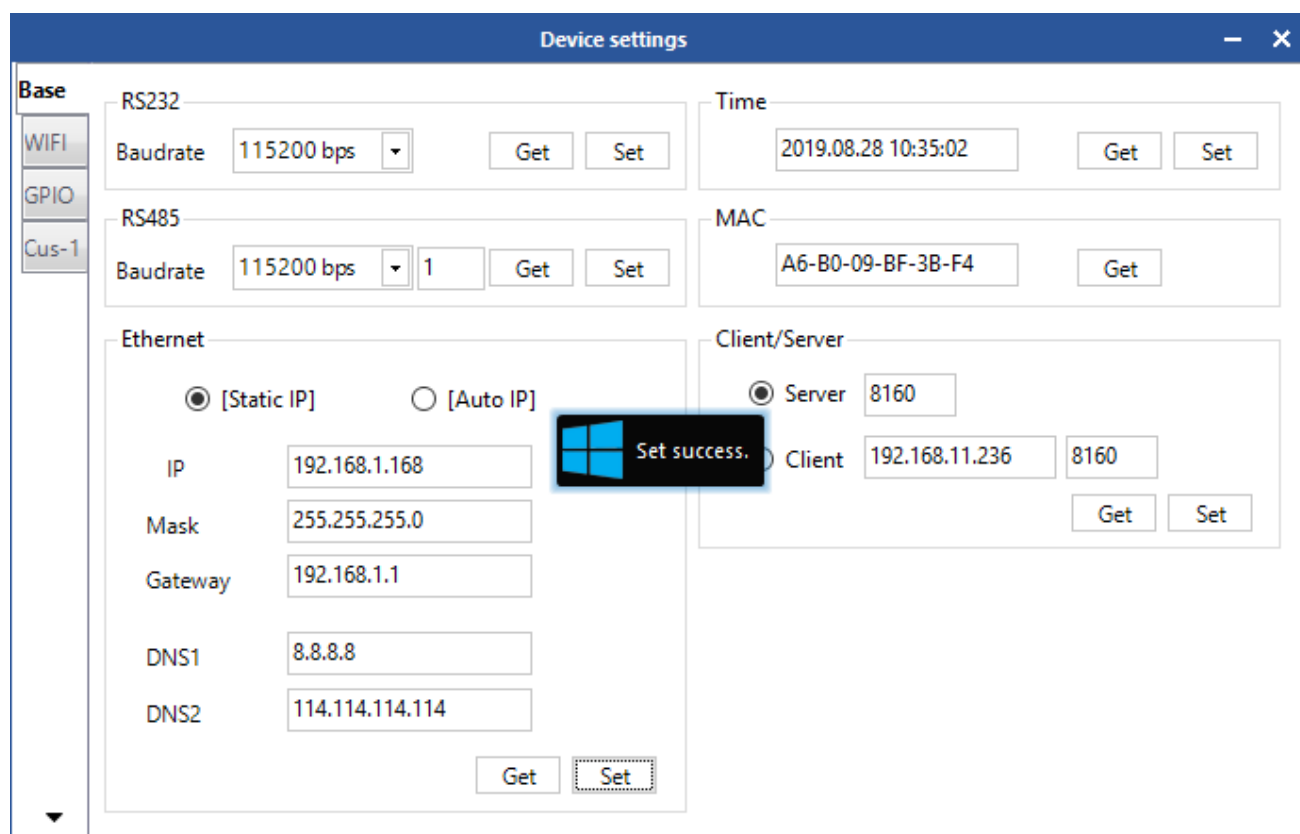 Device settings
Base
WIFI
GPIO
Cus-1
RS232
Baudrate 115200 bps Get Set
RS485
Baudrate 115200 bps 1 Get Set
Ethernet
[Static IP] [Auto IP]
IP 192.168.1.168
Mask 255.255.255.0
Gateway 192.168.1.1
DNS1 8.8.8.8
DNS2 114.114.114.114
Get Set
Time
2019.08.28 10:35:02 Get Set
MAC
A6-B0-09-BF-3B-F4 Get
Client/Server
Server 8160
Client 192.168.11.236 8160
Get Set
Set success.